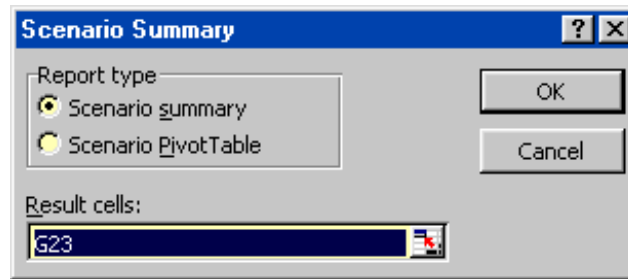 Scenario Summary
Report type
Scenario summary
Scenario PivotTable
OK
Cancel
Result cells:
G23